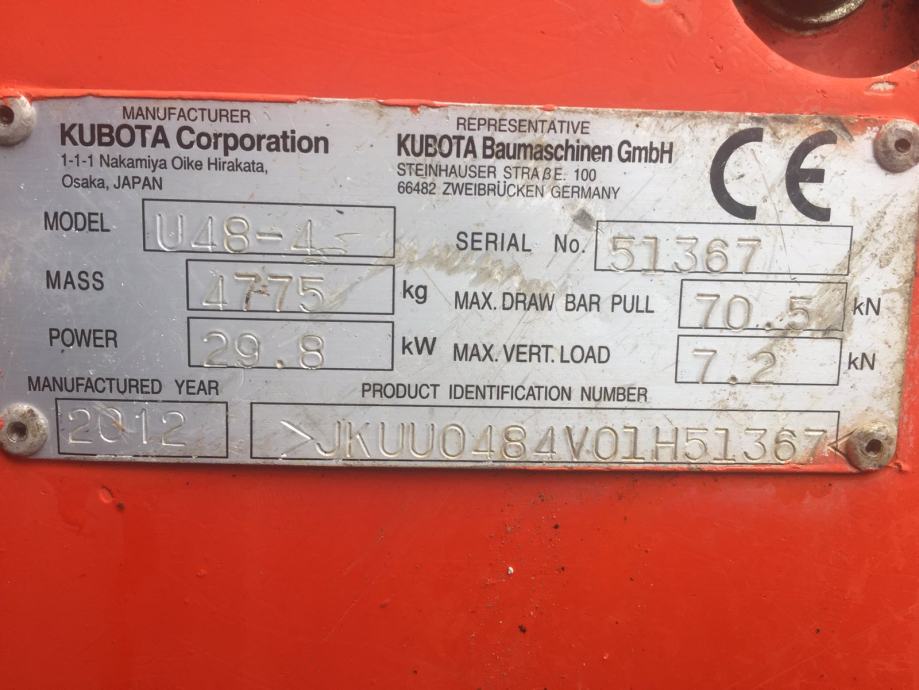 MANUFACTURER
KUBOTA Corporation
1-1-1 Nakamiya Oike Hirakata,
Osaka, JAPAN
REPRESENTATIVE
KUBOTA Baumaschinen GmbH
STEINHAUSER STRAßE. 100
66482 ZWEIBRÜCKEN GERMANY
CE
MODEL U48-4
SERIAL No. 51367
MASS 4775 kg
MAX. DRAW BAR PULL 70.5 kN
POWER 29.8 kW
MAX. VERT. LOAD 7.2 kN
MANUFACTURED YEAR
2012
PRODUCT IDENTIFICATION NUMBER
>JKUU0484V01H51367<